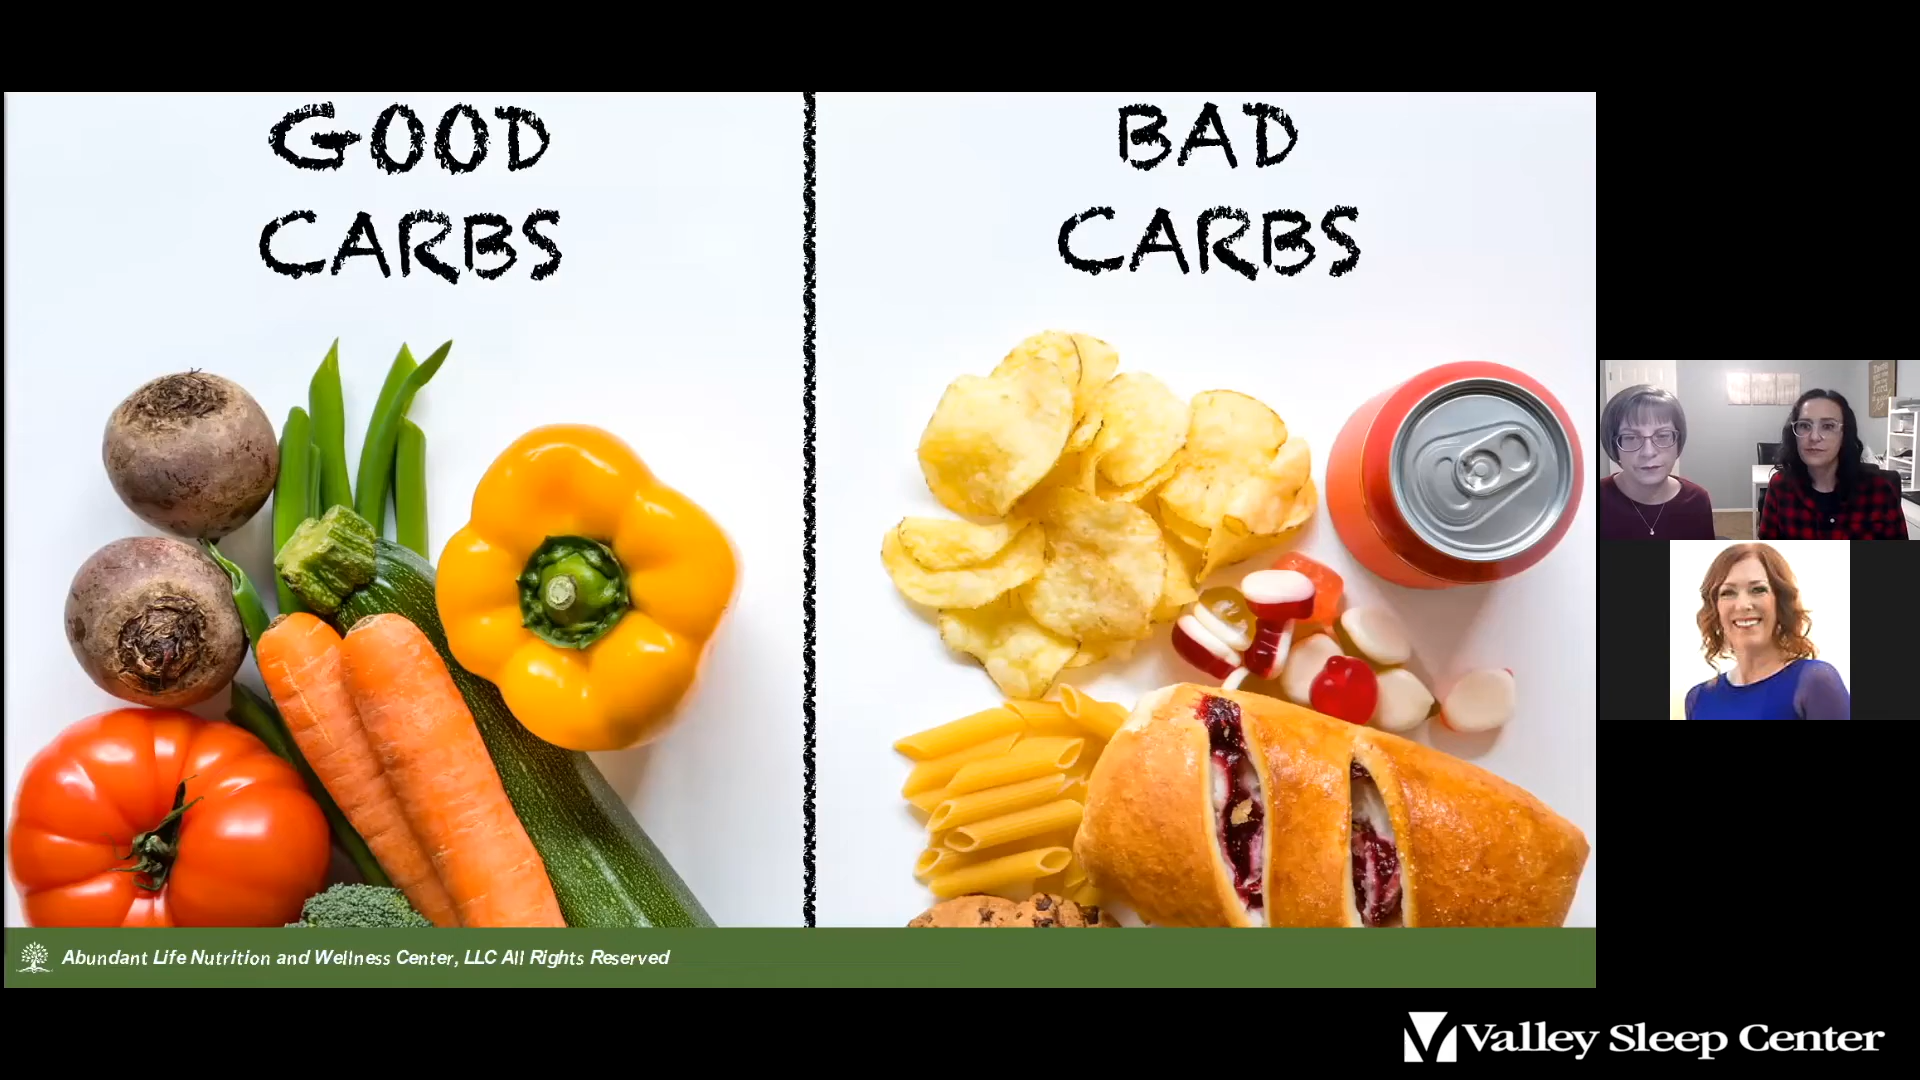 GOOD
CARBS
BAD
CARBS
Abundant Life Nutrition and Wellness Center, LLC All Rights Reserved
Valley Sleep Center